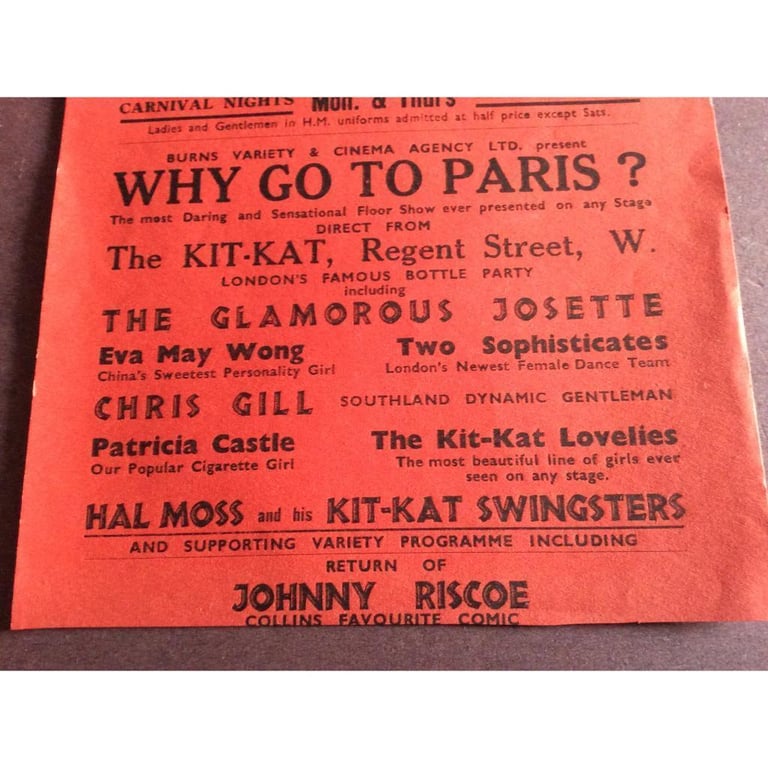 CARNIVAL NIGHTS Mon. & Thurs
Ladies and Gentlemen in H.M. uniforms admitted at half price except Sats.
BURNS VARIETY & CINEMA AGENCY LTD. present
WHY GO TO PARIS ?
The most Daring and Sensational Floor Show ever presented on any Stage
DIRECT FROM
The KIT-KAT, Regent Street, W.
LONDON'S FAMOUS BOTTLE PARTY
including
THE GLAMOROUS JOSETTE
Eva May Wong
China's Sweetest Personality Girl
Two Sophisticates
London's Newest Female Dance Team
CHRIS GILL SOUTHLAND DYNAMIC GENTLEMAN
Patricia Castle
Our Popular Cigarette Girl
The Kit-Kat Lovelies
The most beautiful line of girls ever
seen on any stage.
HAL MOSS and his KIT-KAT SWINGSTERS
AND SUPPORTING VARIETY PROGRAMME INCLUDING
RETURN OF
JOHNNY RISCOE
COLLINS FAVOURITE COMIC